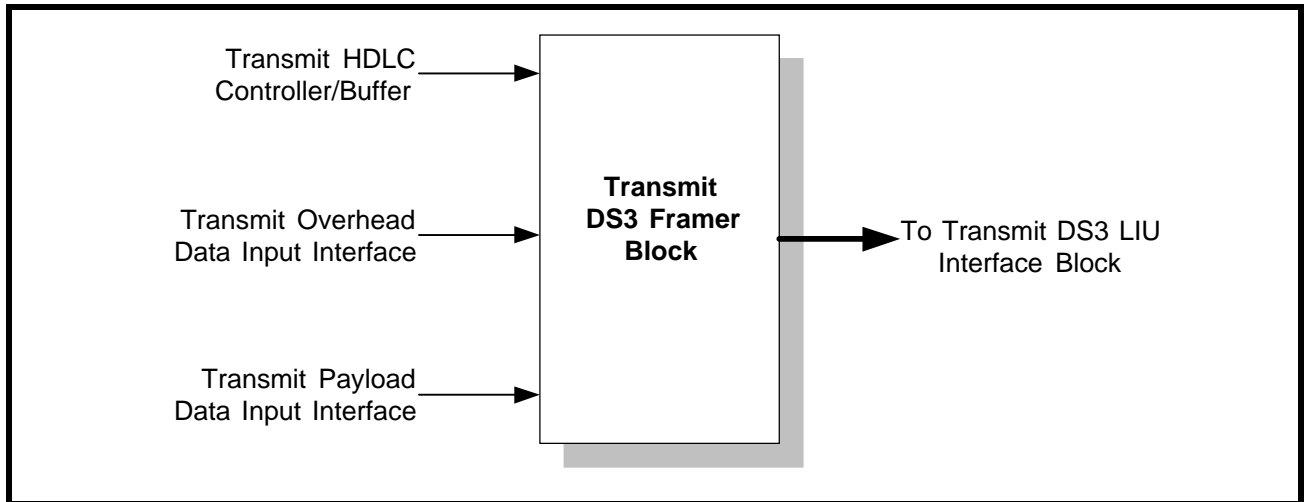 Transmit HDLC
Controller/Buffer
Transmit Overhead
Data Input Interface
Transmit Payload
Data Input Interface
Transmit
DS3 Framer
Block
To Transmit DS3 LIU
Interface Block